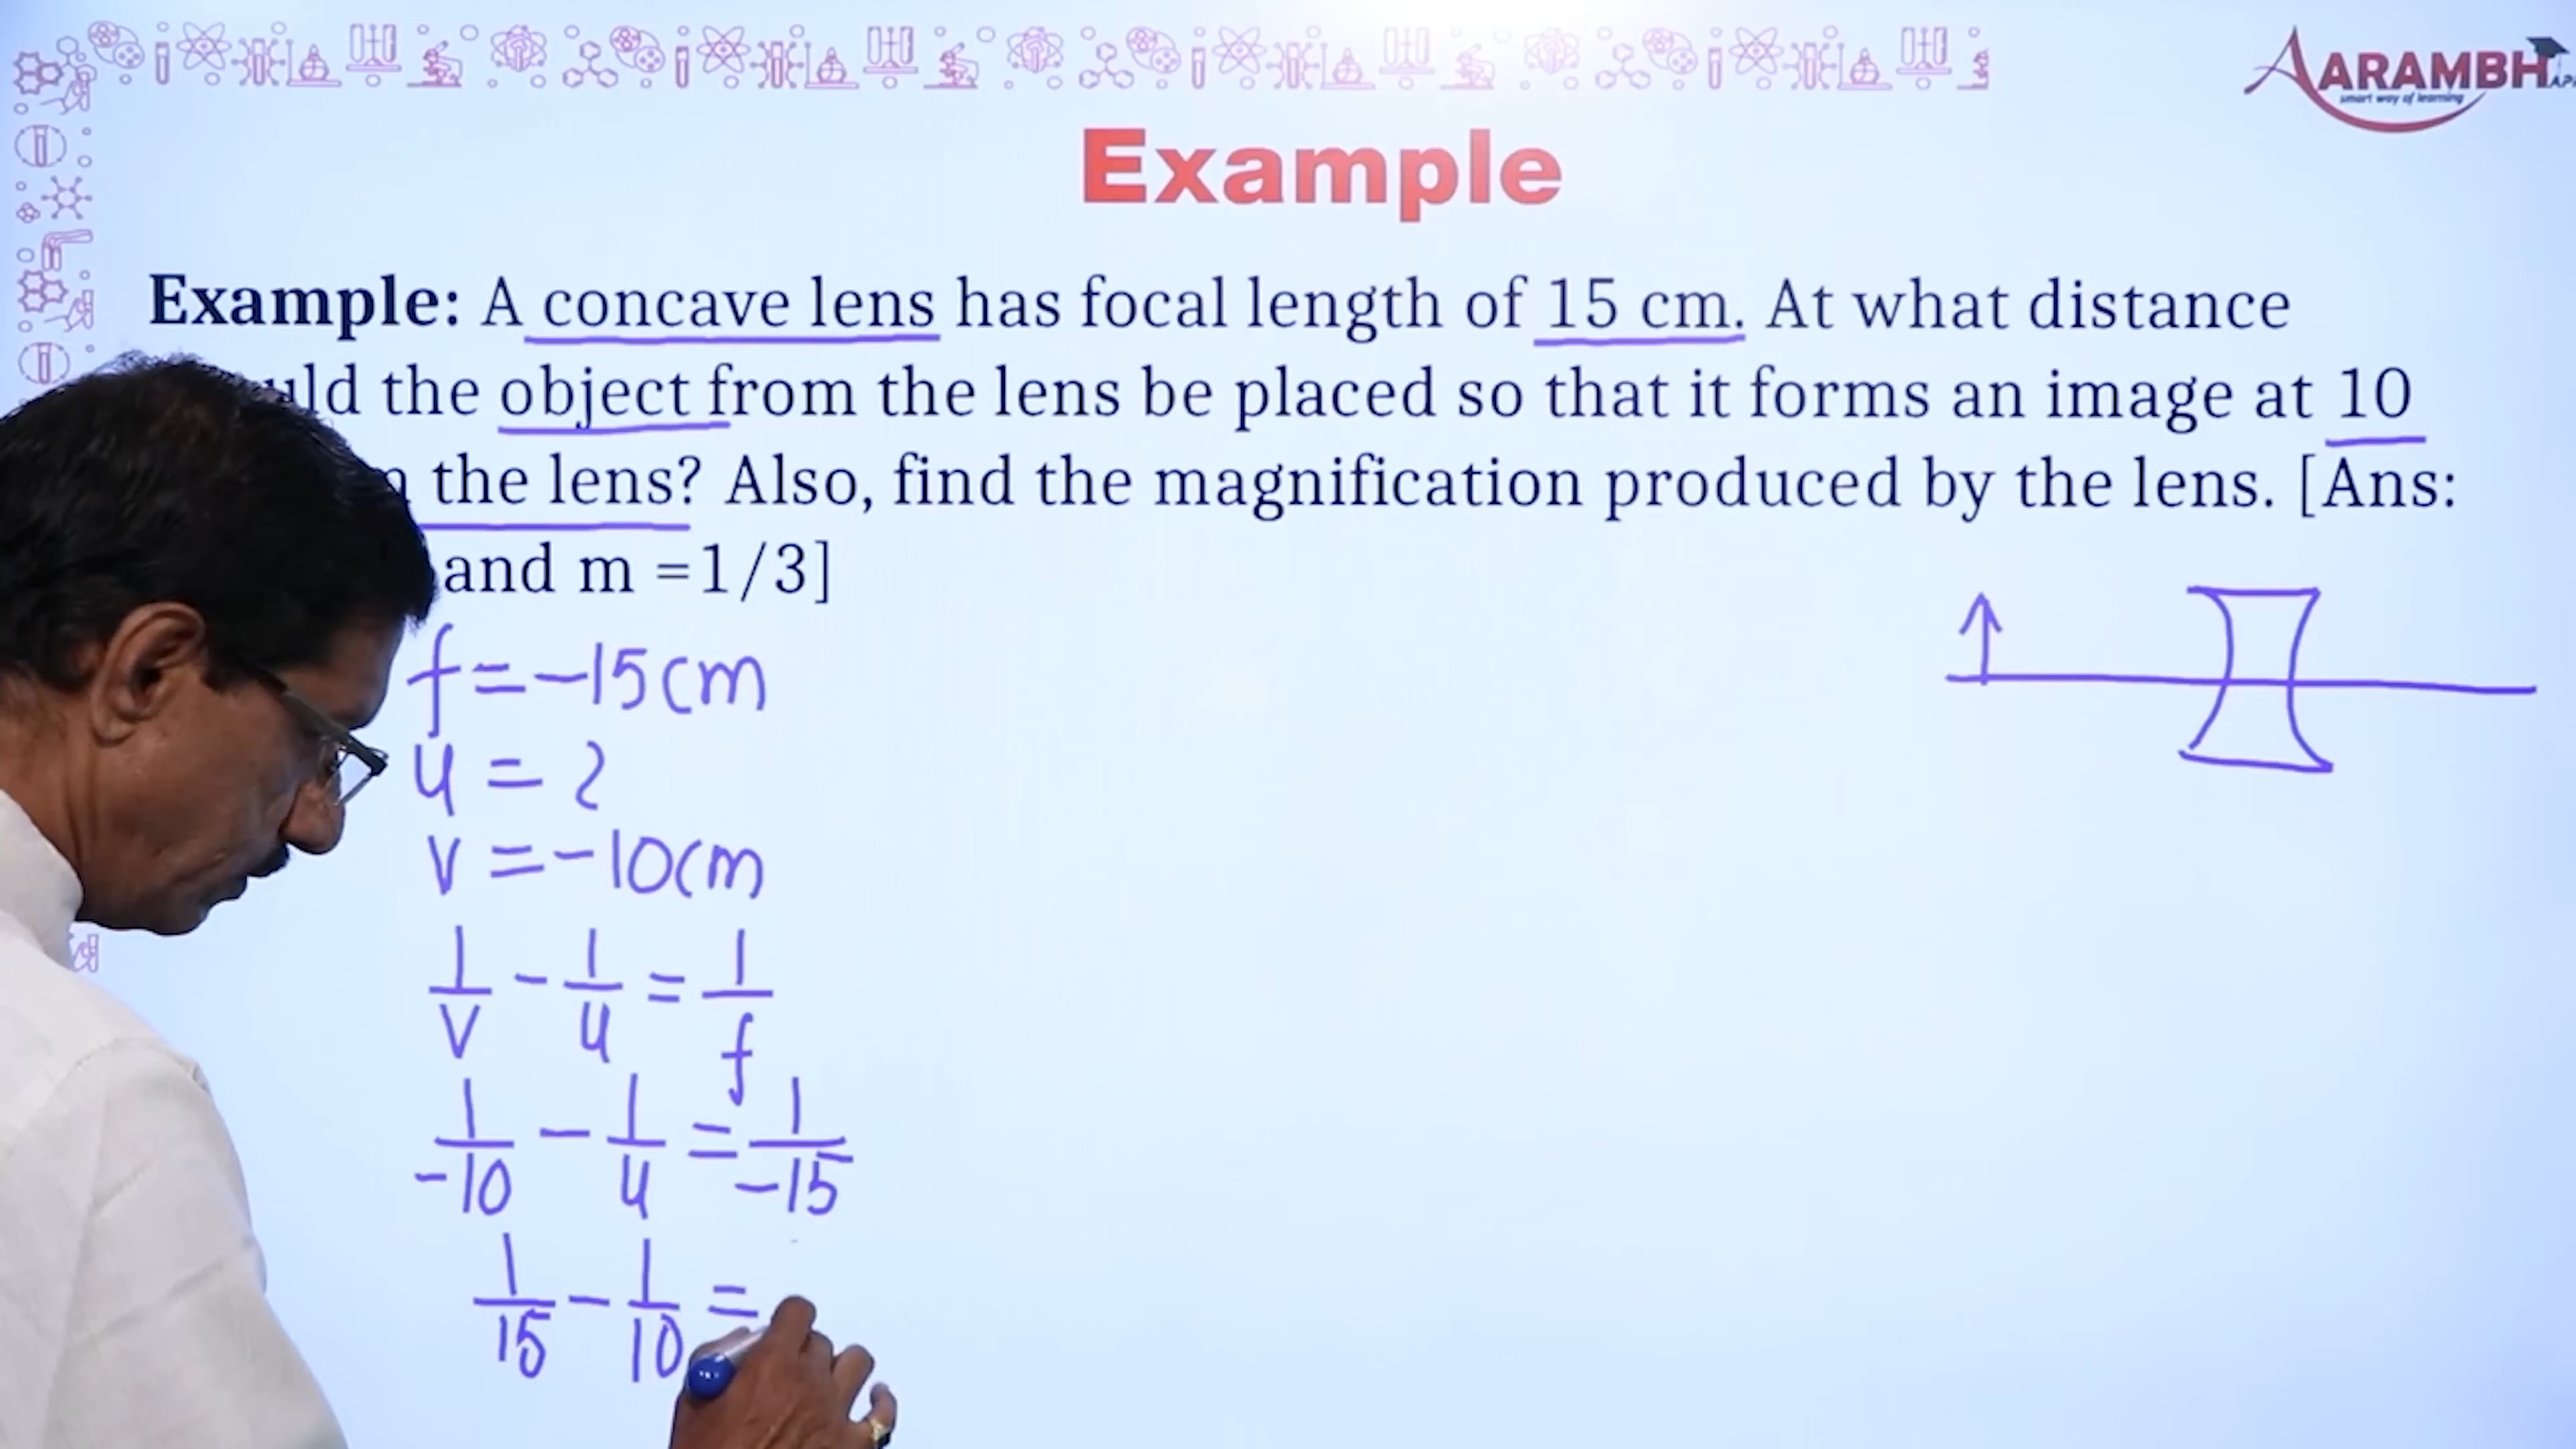 AARAMBH APP
smart way of learning
Example
Example: A concave lens has focal length of 15 cm. At what distance
the object from the lens be placed so that it forms an image at 10
the lens? Also, find the magnification produced by the lens. [Ans:
and m =1/3]
f = -15cm
u = ?
v = -10cm
1/v - 1/u = 1/f
1/-10 - 1/u = 1/-15
1/15 - 1/10 =